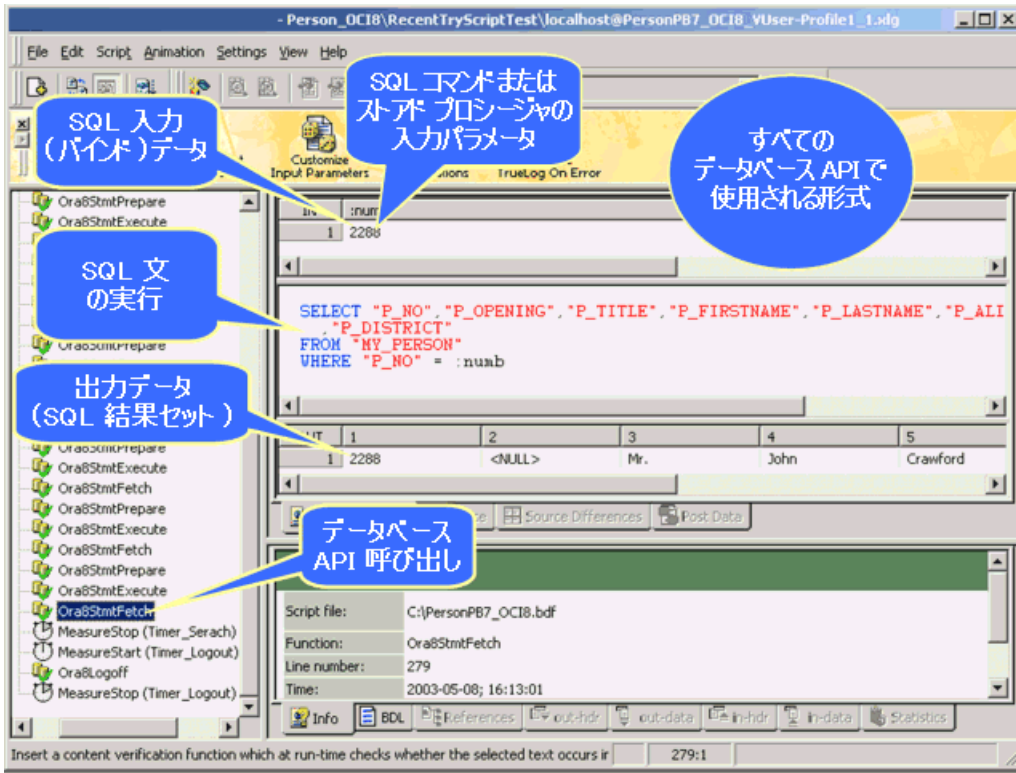 - Person_OCI8\RecentTryScriptTest\localhost@PersonPB7_OCI8_VUser-Profile1_1.xlg
File Edit Script Animation Settings View Help
SQL コマンドまたは
ストアド プロシージャの
入力パラメータ
SQL 入力
(バインド)データ
すべての
データベース API で
使用される形式
Customize
Input Parameters
TrueLog On Error
Ora8StmtPrepare
Ora8StmtExecute
:num
1 2288
SQL 文
の実行
SELECT "P_NO","P_OPENING","P_TITLE","P_FIRSTNAME","P_LASTNAME","P_ALI
,"P_DISTRICT"
FROM "MY_PERSON"
WHERE "P_NO" = :numb
Ora8StmtPrepare
出力データ
(SQL 結果セット)
1 2 3 4 5
1 2288 <NULL> Mr. John Crawford
Ora8StmtPrepare
Ora8StmtExecute
Ora8StmtFetch
Ora8StmtPrepare
Ora8StmtExecute
Ora8StmtFetch
Ora8StmtPrepare
Ora8StmtExecute
Ora8StmtFetch
Source Differences Post Data
データベース
API 呼び出し
MeasureStop (Timer_Serach)
MeasureStart (Timer_Logout)
Ora8Logoff
MeasureStop (Timer_Logout)
Script file: C:\PersonPB7_OCI8.bdf
Function: Ora8StmtFetch
Line number: 279
Time: 2003-05-08; 16:13:01
Info BDL References out-hdr out-data in-hdr in-data Statistics
Insert a content verification function which at run-time checks whether the selected text occurs ir 279:1